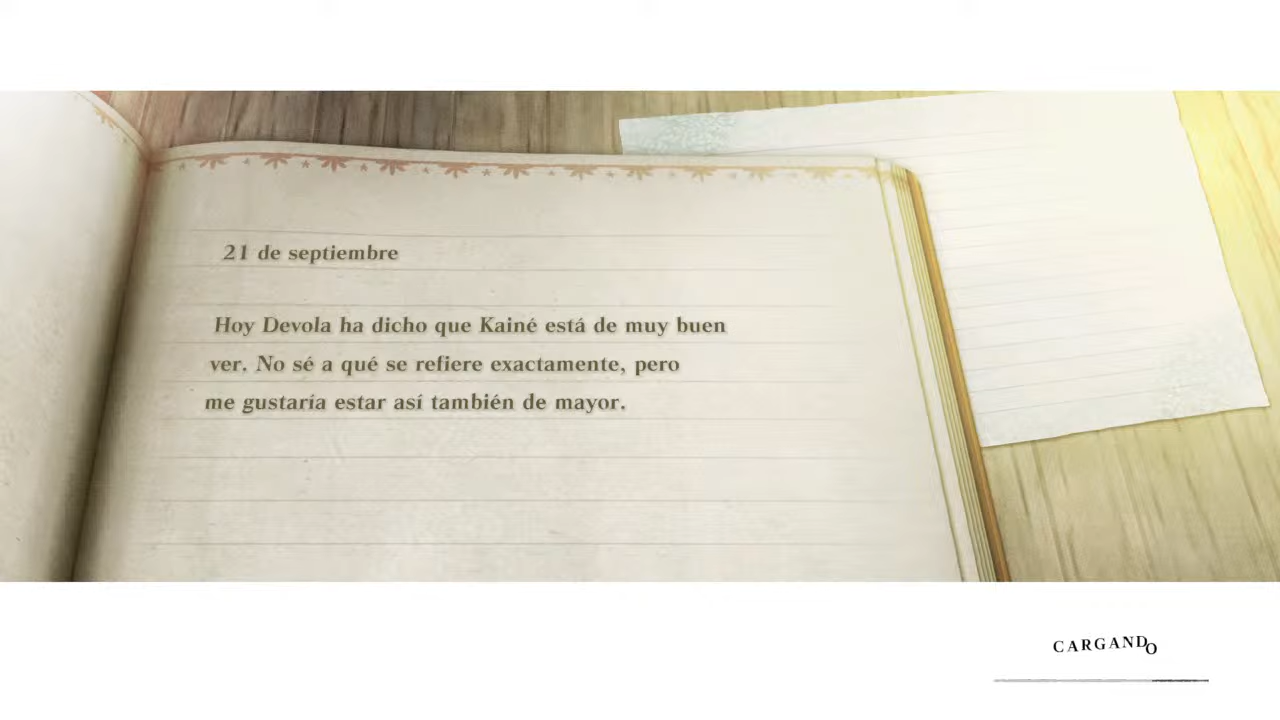 21 de septiembre
Hoy Devola ha dicho que Kainé está de muy buen
ver. No sé a qué se refiere exactamente, pero
me gustaría estar así también de mayor.
CARGANDO